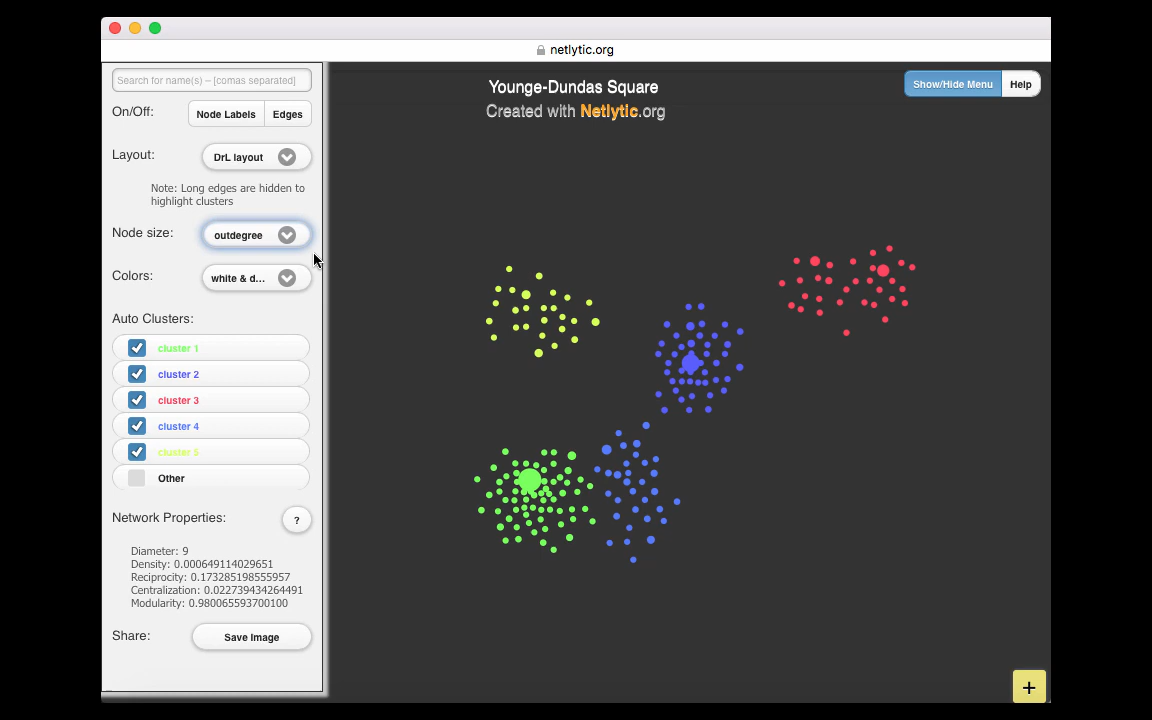 netlytic.org
Search for name(s) – [comas separated]
On/Off:
Node Labels
Edges
Layout:
DrL layout
Note: Long edges are hidden to
highlight clusters
Node size:
outdegree
Colors:
white & d...
Auto Clusters:
cluster 1
cluster 2
cluster 3
cluster 4
cluster 5
Other
Network Properties:
?
Diameter: 9
Density: 0.000649114029651
Reciprocity: 0.173285198555957
Centralization: 0.022739434264491
Modularity: 0.980065593700100
Share:
Save Image
Younge-Dundas Square
Created with Netlytic.org
Show/Hide Menu
Help
+